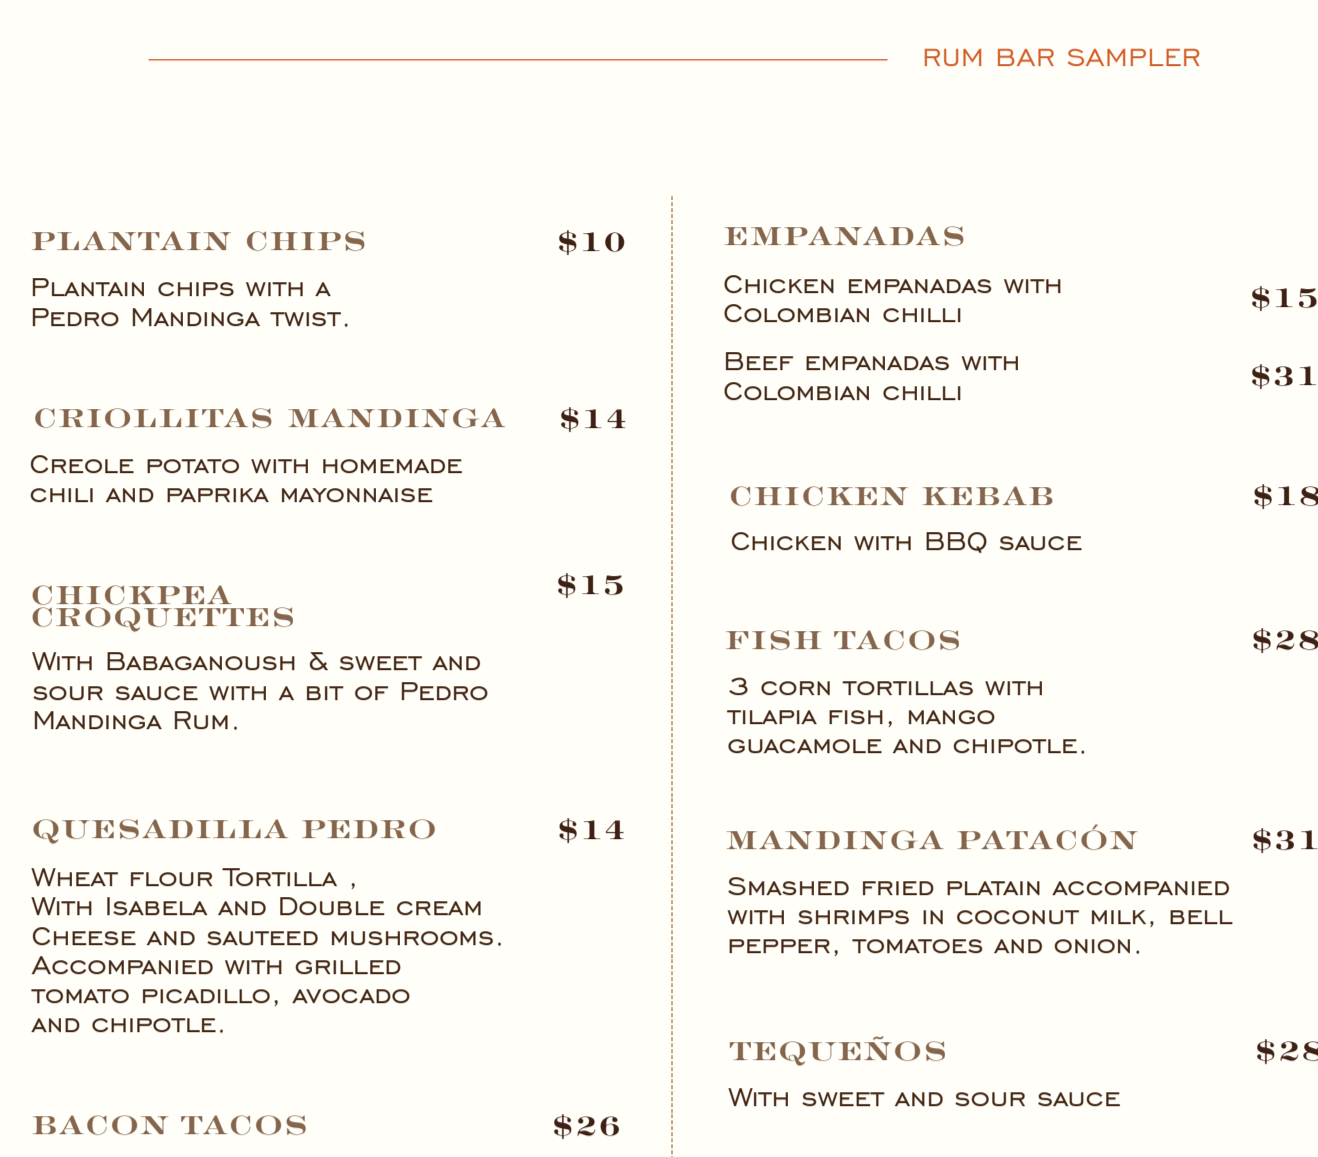 RUM BAR SAMPLER
PLANTAIN CHIPS $10
Plantain chips with a
Pedro Mandinga twist.
CRIOLLITAS MANDINGA $14
Creole potato with homemade
chili and paprika mayonnaise
CHICKPEA $15
CROQUETTES
With Babaganoush & sweet and
sour sauce with a bit of Pedro
Mandinga Rum.
QUESADILLA PEDRO $14
Wheat flour Tortilla ,
With Isabela and Double cream
Cheese and sauteed mushrooms.
Accompanied with grilled
tomato picadillo, avocado
and chipotle.
BACON TACOS $26
EMPANADAS
Chicken empanadas with
Colombian chilli $15
Beef empanadas with
Colombian chilli $31
CHICKEN KEBAB $18
Chicken with BBQ sauce
FISH TACOS $28
3 corn tortillas with
tilapia fish, mango
guacamole and chipotle.
MANDINGA PATACÓN $31
Smashed fried platain accompanied
with shrimps in coconut milk, bell
pepper, tomatoes and onion.
TEQUEÑOS $28
With sweet and sour sauce